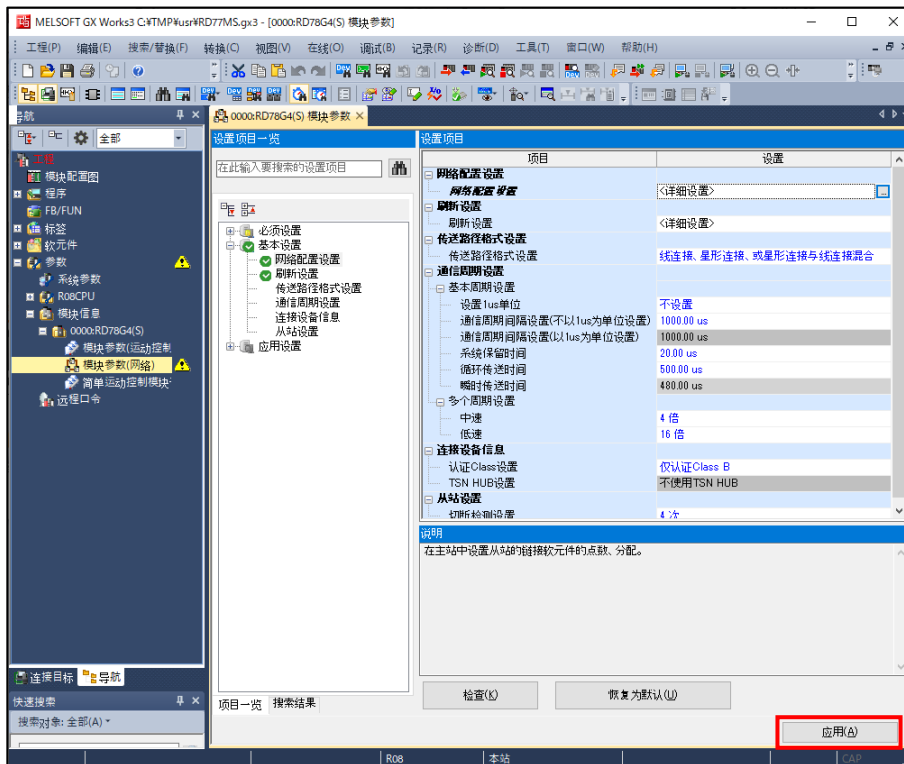 MELSOFT GX Works3 C:¥TMP¥usr¥RD77MS.gx3 - [0000:RD78G4(S) 模块参数]
工程(P) 编辑(E) 搜索/替换(F) 转换(C) 视图(V) 在线(O) 调试(B) 记录(R) 诊断(D) 工具(T) 窗口(W) 帮助(H)
导航
全部
工程
模块配置图
程序
FB/FUN
标签
软元件
参数
系统参数
R08CPU
模块信息
0000:RD78G4(S)
模块参数(运动控制
模块参数(网络)
简单运动控制模块
远程口令
连接目标 导航
快速搜索
搜索对象: 全部(A)
0000:RD78G4(S) 模块参数
设置项目一览
在此输入要搜索的设置项目
必须设置
基本设置
网络配置设置
刷新设置
传送路径格式设置
通信周期设置
连接设备信息
从站设置
应用设置
项目一览 搜索结果
设置项目
项目 设置
网络配置设置
网络配置设置 <详细设置>
刷新设置
刷新设置 <详细设置>
传送路径格式设置
传送路径格式设置 线连接、星形连接、或星形连接与线连接混合
通信周期设置
基本周期设置
设置1us单位 不设置
通信周期间隔设置(不以1us为单位设置) 1000.00 us
通信周期间隔设置(以1us为单位设置) 1000.00 us
系统保留时间 20.00 us
循环传送时间 500.00 us
瞬时传送时间 480.00 us
多个周期设置
中速 4 倍
低速 16 倍
连接设备信息
认证Class设置 仅认证Class B
TSN HUB设置 不使用TSN HUB
从站设置
切断检测设置 4 次
说明
在主站中设置从站的链接软元件的点数、分配。
检查(K) 恢复为默认(U)
应用(A)
R08 本站 CAP